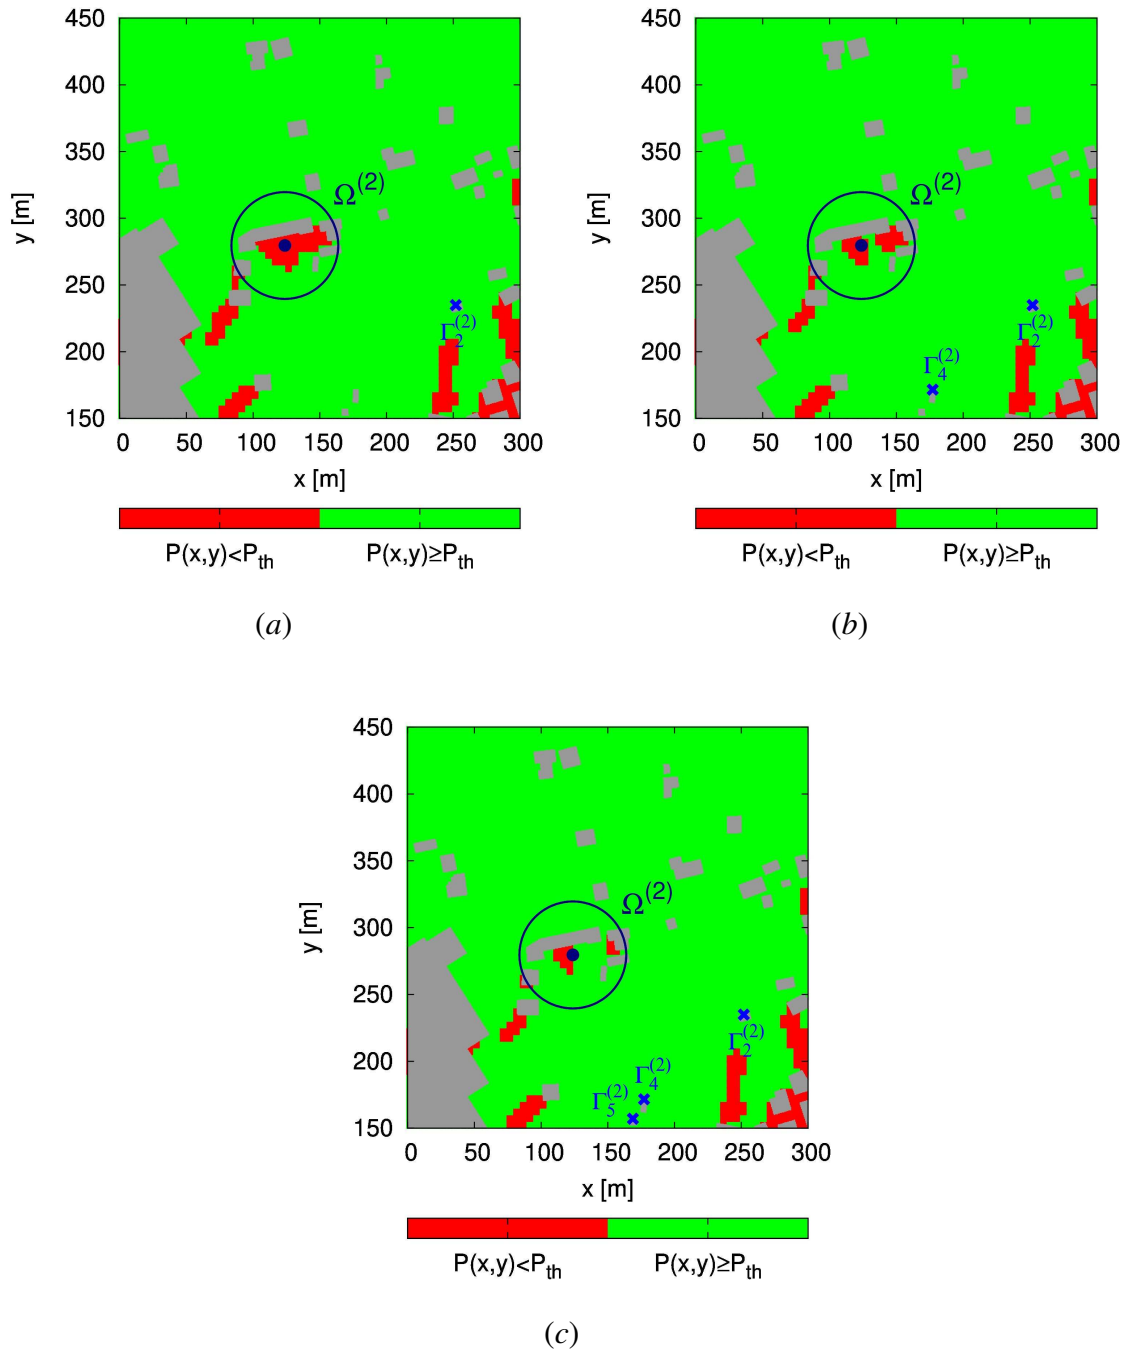 450
400
350
300
250
200
150
y [m]
Ω(2)
Γ2(2)
0 50 100 150 200 250 300
x [m]
P(x,y)<Pth P(x,y)≥Pth
(a)
450
400
350
300
250
200
150
y [m]
Ω(2)
Γ2(2)
Γ4(2)
0 50 100 150 200 250 300
x [m]
P(x,y)<Pth P(x,y)≥Pth
(b)
450
400
350
300
250
200
150
y [m]
Ω(2)
Γ2(2)
Γ4(2)
Γ5(2)
0 50 100 150 200 250 300
x [m]
P(x,y)<Pth P(x,y)≥Pth
(c)